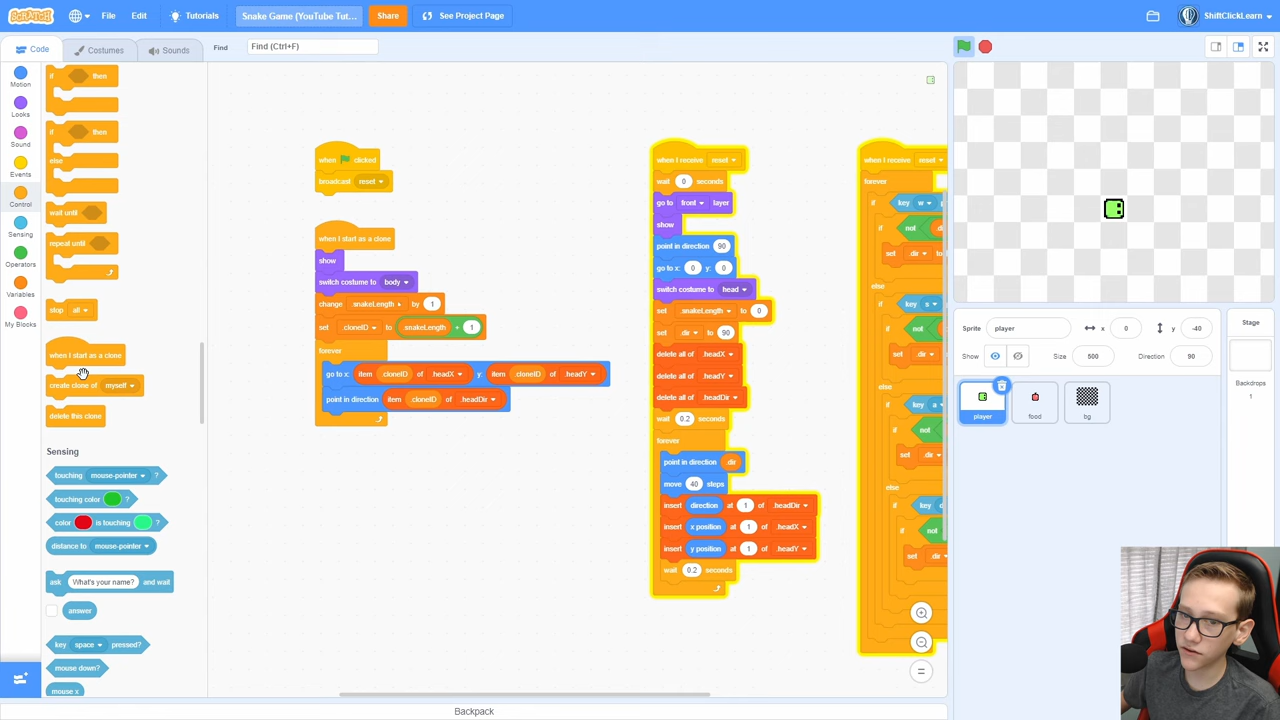 SCRATCH File Edit Tutorials Snake Game (YouTube Tut... Share See Project Page ShiftClickLearn
Code Costumes Sounds Find Find (Ctrl+F)
Motion
Looks
Sound
Events
Control
Sensing
Operators
Variables
My Blocks
if then
if then
else
wait until
repeat until
stop all
when I start as a clone
create clone of myself
delete this clone
Sensing
touching mouse-pointer ?
touching color ?
color is touching ?
distance to mouse-pointer
ask What's your name? and wait
answer
key space pressed?
mouse down?
mouse x
when clicked
broadcast reset
when I start as a clone
show
switch costume to body
change .snakeLength by 1
set .cloneID to snakeLength + 1
forever
go to x: item cloneID of .headX y: item cloneID of .headY
point in direction item cloneID of .headDir
when I receive reset
wait 0 seconds
go to front layer
show
point in direction 90
go to x: 0 y: 0
switch costume to head
set .snakeLength to 0
set .dir to 90
delete all of .headX
delete all of .headY
delete all of .headDir
wait 0.2 seconds
forever
point in direction .dir
move 40 steps
insert direction at 1 of .headDir
insert x position at 1 of .headX
insert y position at 1 of .headY
wait 0.2 seconds
when I receive reset
forever
if key w
if not
set .dir to
else
if key s
if not
set .dir
else
if key a
if not
set .dir
else
if key
if not
set .dir to
Sprite player x 0 y -40
Show Size 500 Direction 90
player
food
bg
Stage
Backdrops
1
Backpack